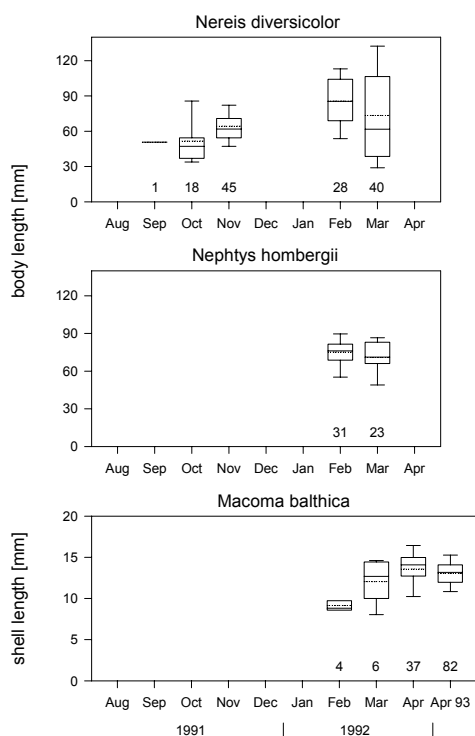 Nereis diversicolor
120
90
60
30
0
1 18 45 28 40
Aug Sep Oct Nov Dec Jan Feb Mar Apr
body length [mm]
Nephtys hombergii
120
90
60
30
0
31 23
Aug Sep Oct Nov Dec Jan Feb Mar Apr
Macoma balthica
20
15
10
5
0
4 6 37 82
shell length [mm]
Aug Sep Oct Nov Dec Jan Feb Mar Apr Apr 93
1991 1992